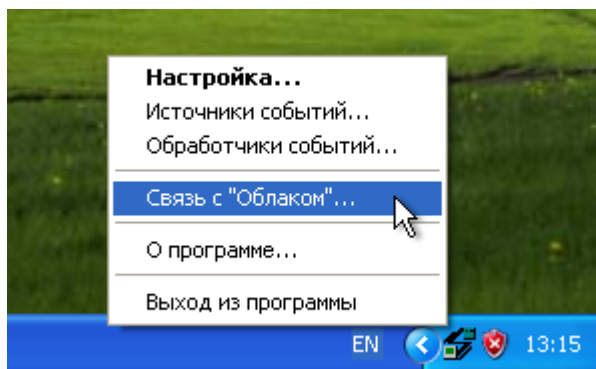 Настройка...
Источники событий...
Обработчики событий...
Связь с "Облаком"...
О программе...
Выход из программы
EN 13:15